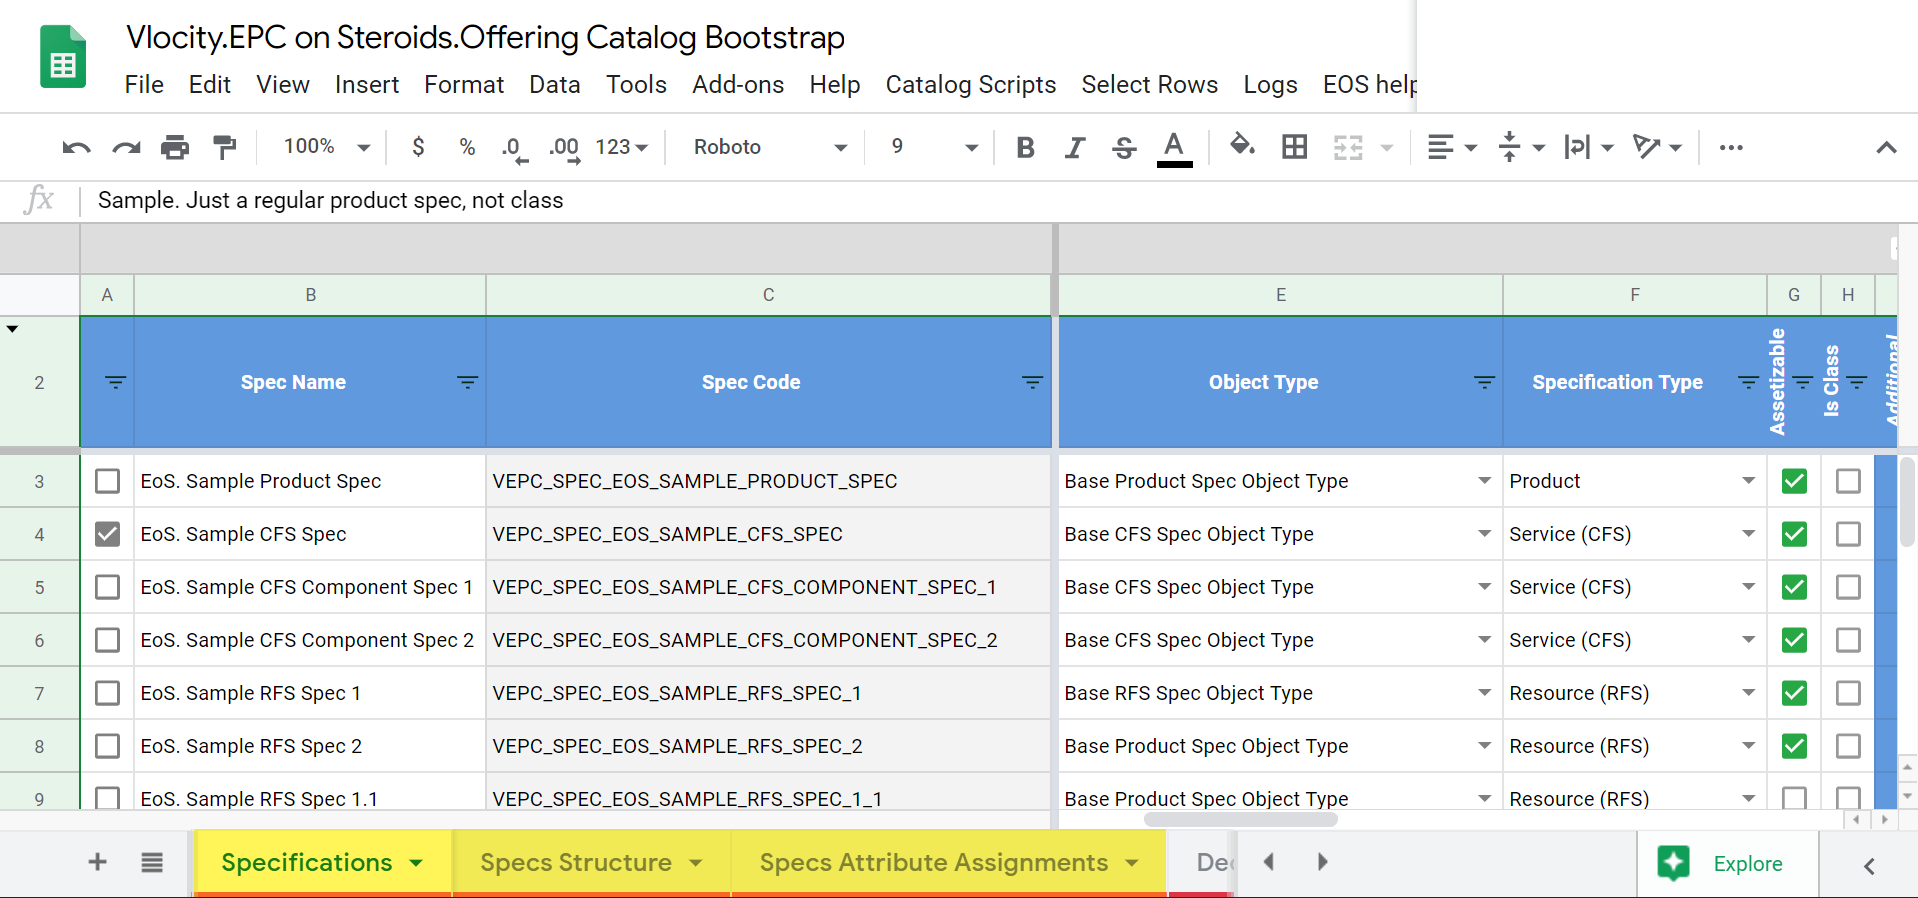 Vlocity.EPC on Steroids.Offering Catalog Bootstrap
File Edit View Insert Format Data Tools Add-ons Help Catalog Scripts Select Rows Logs EOS help
100% $ % .0 .00 123 Roboto 9 B I S A
fx Sample. Just a regular product spec, not class
A B C E F G H
2 Spec Name Spec Code Object Type Specification Type Assetizable Is Class Additional
3 EoS. Sample Product Spec VEPC_SPEC_EOS_SAMPLE_PRODUCT_SPEC Base Product Spec Object Type Product
4 EoS. Sample CFS Spec VEPC_SPEC_EOS_SAMPLE_CFS_SPEC Base CFS Spec Object Type Service (CFS)
5 EoS. Sample CFS Component Spec 1 VEPC_SPEC_EOS_SAMPLE_CFS_COMPONENT_SPEC_1 Base CFS Spec Object Type Service (CFS)
6 EoS. Sample CFS Component Spec 2 VEPC_SPEC_EOS_SAMPLE_CFS_COMPONENT_SPEC_2 Base CFS Spec Object Type Service (CFS)
7 EoS. Sample RFS Spec 1 VEPC_SPEC_EOS_SAMPLE_RFS_SPEC_1 Base RFS Spec Object Type Resource (RFS)
8 EoS. Sample RFS Spec 2 VEPC_SPEC_EOS_SAMPLE_RFS_SPEC_2 Base Product Spec Object Type Resource (RFS)
9 EoS. Sample RFS Spec 1.1 VEPC_SPEC_EOS_SAMPLE_RFS_SPEC_1_1 Base Product Spec Object Type Resource (RFS)
Specifications Specs Structure Specs Attribute Assignments Dec Explore